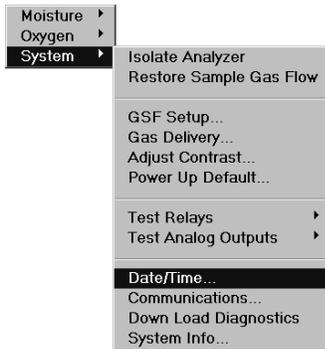 Moisture
Oxygen
System
Isolate Analyzer
Restore Sample Gas Flow
GSF Setup...
Gas Delivery...
Adjust Contrast...
Power Up Default...
Test Relays
Test Analog Outputs
Date/Time...
Communications...
Down Load Diagnostics
System Info...